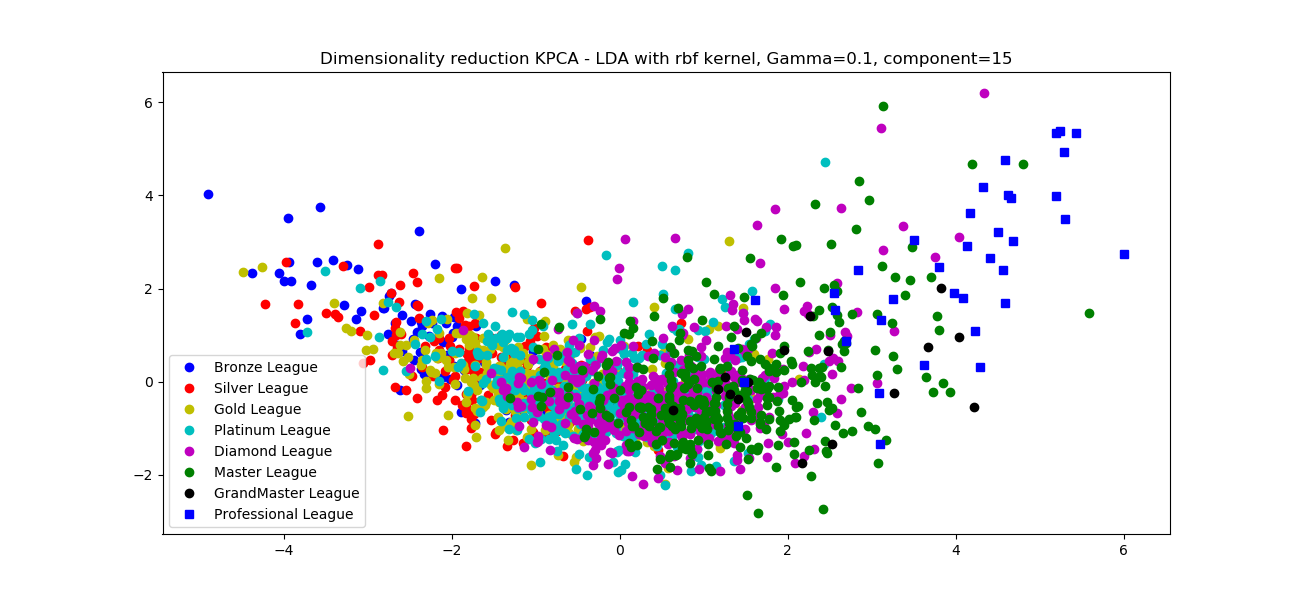 Dimensionality reduction KPCA - LDA with rbf kernel, Gamma=0.1, component=15
6
4
2
0
−2
Bronze League
Silver League
Gold League
Platinum League
Diamond League
Master League
GrandMaster League
Professional League
−4 −2 0 2 4 6